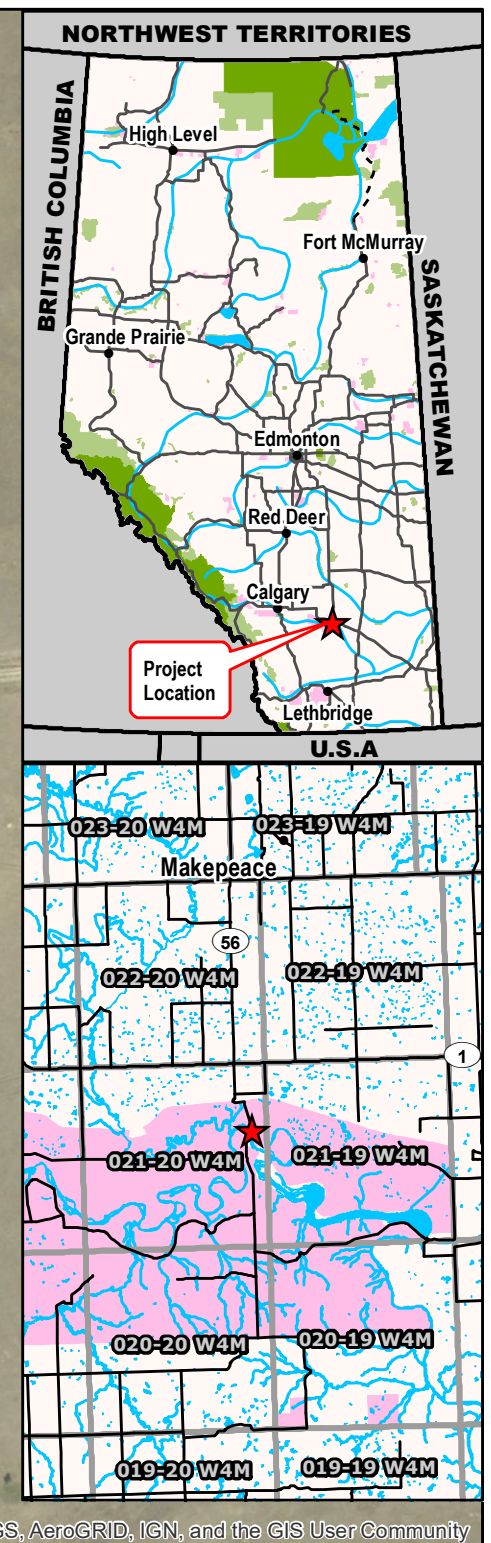 NORTHWEST TERRITORIES
BRITISH COLUMBIA
High Level
Fort McMurray
SASKATCHEWAN
Grande Prairie
Edmonton
Red Deer
Calgary
Project
Location
Lethbridge
U.S.A
023-20 W4M
023-19 W4M
Makepeace
56
022-20 W4M
022-19 W4M
1
021-20 W4M
021-19 W4M
020-20 W4M
020-19 W4M
019-20 W4M
019-19 W4M
GS, AeroGRID, IGN, and the GIS User Community